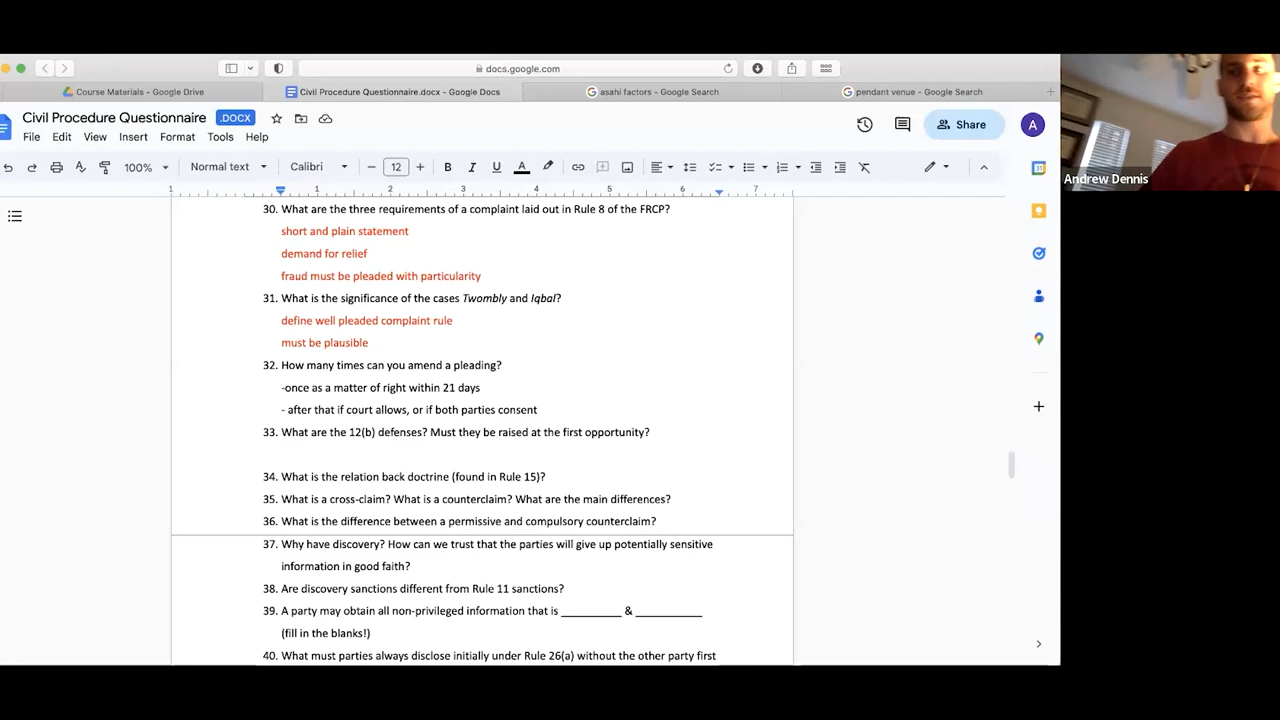 docs.google.com
Course Materials – Google Drive
Civil Procedure Questionnaire.docx - Google Docs
asahi factors – Google Search
pendant venue – Google Search
Civil Procedure Questionnaire
.DOCX
File Edit View Insert Format Tools Help
Share
A
100% Normal text Calibri 12 B I U A
1 1 2 3 4 5 6 7
30. What are the three requirements of a complaint laid out in Rule 8 of the FRCP?
short and plain statement
demand for relief
fraud must be pleaded with particularity
31. What is the significance of the cases Twombly and Iqbal?
define well pleaded complaint rule
must be plausible
32. How many times can you amend a pleading?
-once as a matter of right within 21 days
- after that if court allows, or if both parties consent
33. What are the 12(b) defenses? Must they be raised at the first opportunity?
34. What is the relation back doctrine (found in Rule 15)?
35. What is a cross-claim? What is a counterclaim? What are the main differences?
36. What is the difference between a permissive and compulsory counterclaim?
37. Why have discovery? How can we trust that the parties will give up potentially sensitive
information in good faith?
38. Are discovery sanctions different from Rule 11 sanctions?
39. A party may obtain all non-privileged information that is __________ & ___________
(fill in the blanks!)
40. What must parties always disclose initially under Rule 26(a) without the other party first
Andrew Dennis